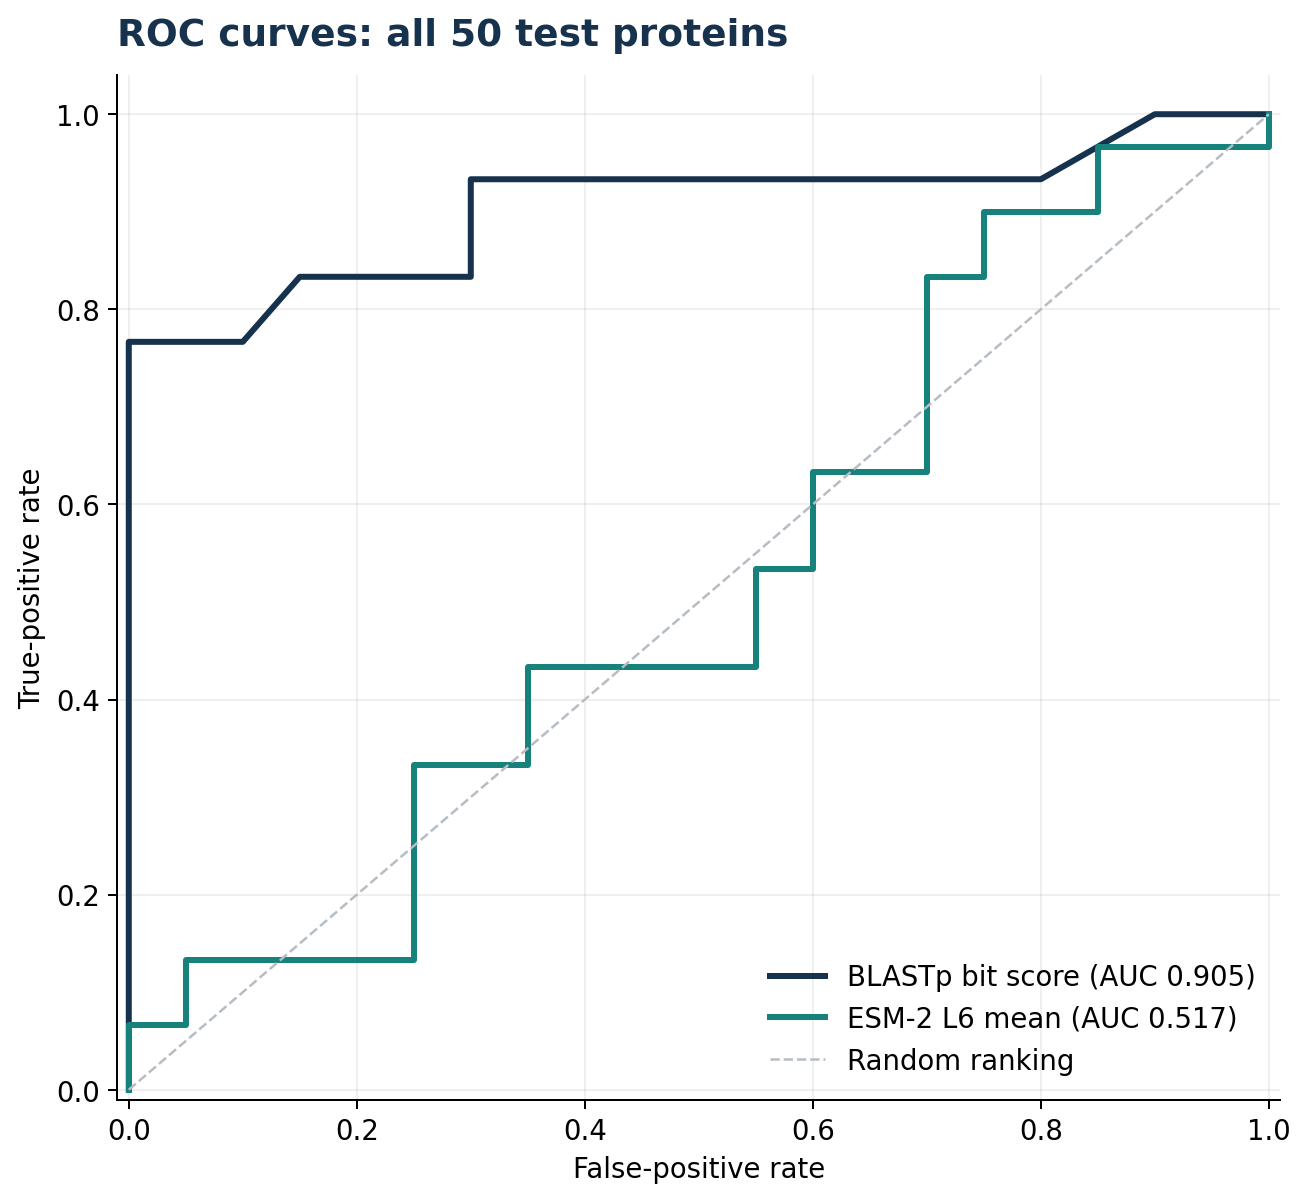 ROC curves: all 50 test proteins
1.0
0.8
0.6
0.4
0.2
0.0
True-positive rate
BLASTp bit score (AUC 0.905)
ESM-2 L6 mean (AUC 0.517)
Random ranking
0.0 0.2 0.4 0.6 0.8 1.0
False-positive rate